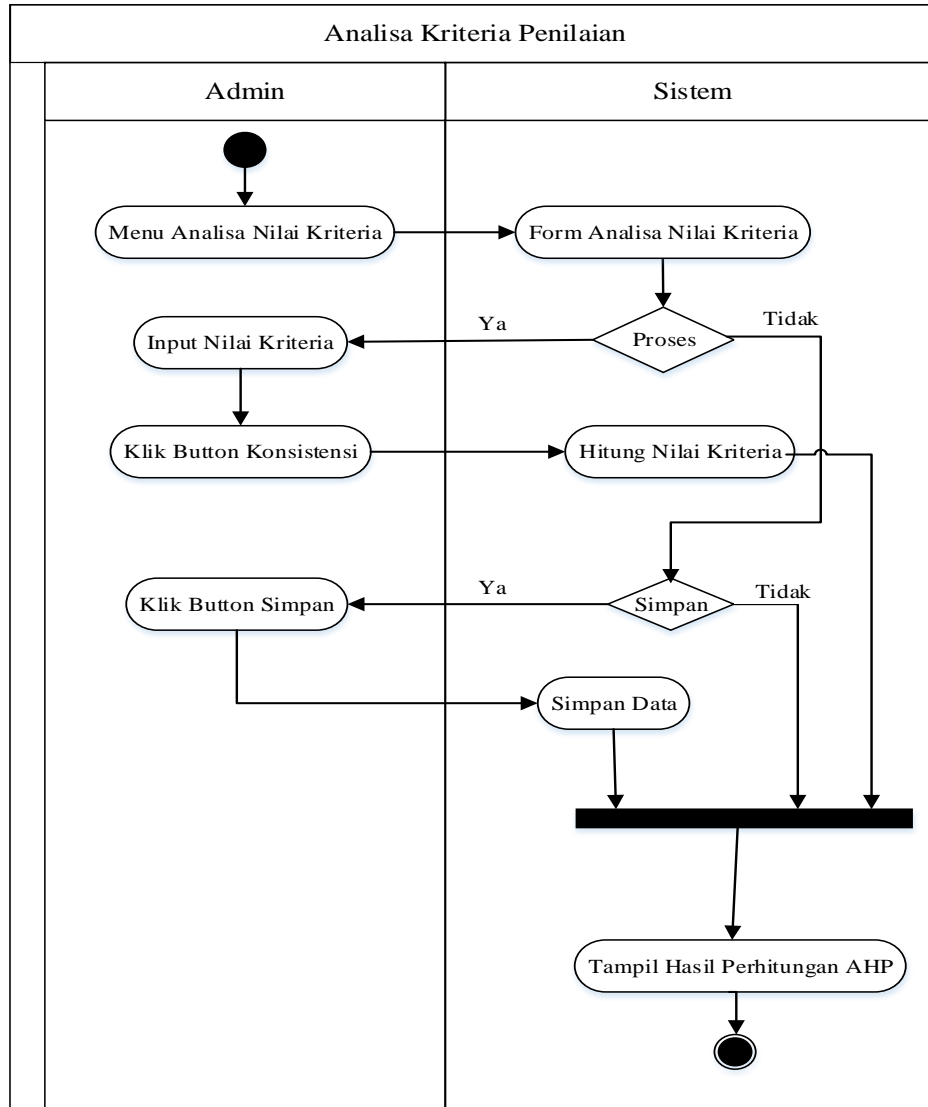 Analisa Kriteria Penilaian
Admin
Sistem
Menu Analisa Nilai Kriteria
Form Analisa Nilai Kriteria
Ya
Tidak
Input Nilai Kriteria
Proses
Klik Button Konsistensi
Hitung Nilai Kriteria
Ya
Tidak
Klik Button Simpan
Simpan
Simpan Data
Tampil Hasil Perhitungan AHP